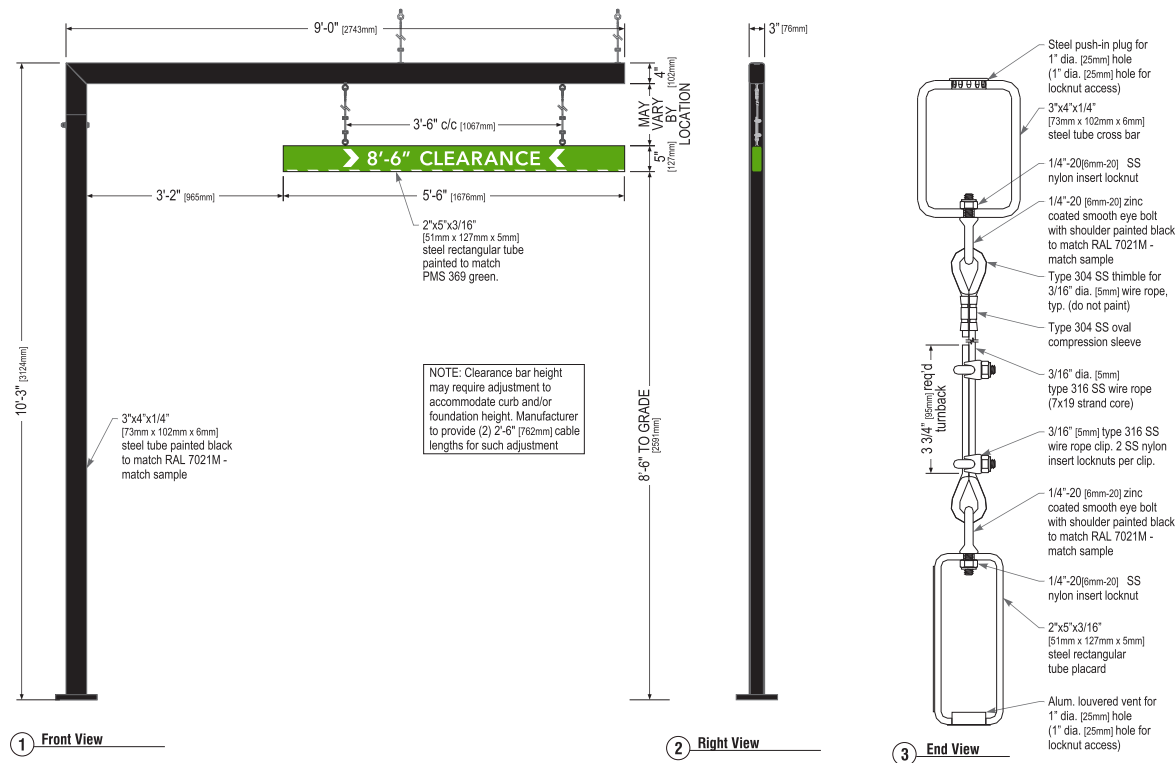 9'-0" [2743mm]
3" [76mm]
4"
[102mm]
MAY
VARY
BY
LOCATION
3'-6" c/c [1067mm]
5"
[127mm]
8'-6" CLEARANCE
3'-2" [965mm]
5'-6" [1676mm]
2"x5"x3/16"
[51mm x 127mm x 5mm]
steel rectangular tube
painted to match
PMS 369 green.
10'-3" [3124mm]
NOTE: Clearance bar height
may require adjustment to
accommodate curb and/or
foundation height. Manufacturer
to provide (2) 2'-6" [762mm] cable
lengths for such adjustment
8'-6" TO GRADE
[2591mm]
3"x4"x1/4"
[73mm x 102mm x 6mm]
steel tube painted black
to match RAL 7021M -
match sample
1 Front View
2 Right View
Steel push-in plug for
1" dia. [25mm] hole
(1" dia. [25mm] hole for
locknut access)
3"x4"x1/4"
[73mm x 102mm x 6mm]
steel tube cross bar
1/4"-20[6mm-20] SS
nylon insert locknut
1/4"-20 [6mm-20] zinc
coated smooth eye bolt
with shoulder painted black
to match RAL 7021M -
match sample
Type 304 SS thimble for
3/16" dia. [5mm] wire rope,
typ. (do not paint)
Type 304 SS oval
compression sleeve
3 3/4" [95mm] req'd
turnback
3/16" dia. [5mm]
type 316 SS wire rope
(7x19 strand core)
3/16" [5mm] type 316 SS
wire rope clip. 2 SS nylon
insert locknuts per clip.
1/4"-20 [6mm-20] zinc
coated smooth eye bolt
with shoulder painted black
to match RAL 7021M -
match sample
1/4"-20[6mm-20] SS
nylon insert locknut
2"x5"x3/16"
[51mm x 127mm x 5mm]
steel rectangular
tube placard
Alum. louvered vent for
1" dia. [25mm] hole
(1" dia. [25mm] hole for
locknut access)
3 End View